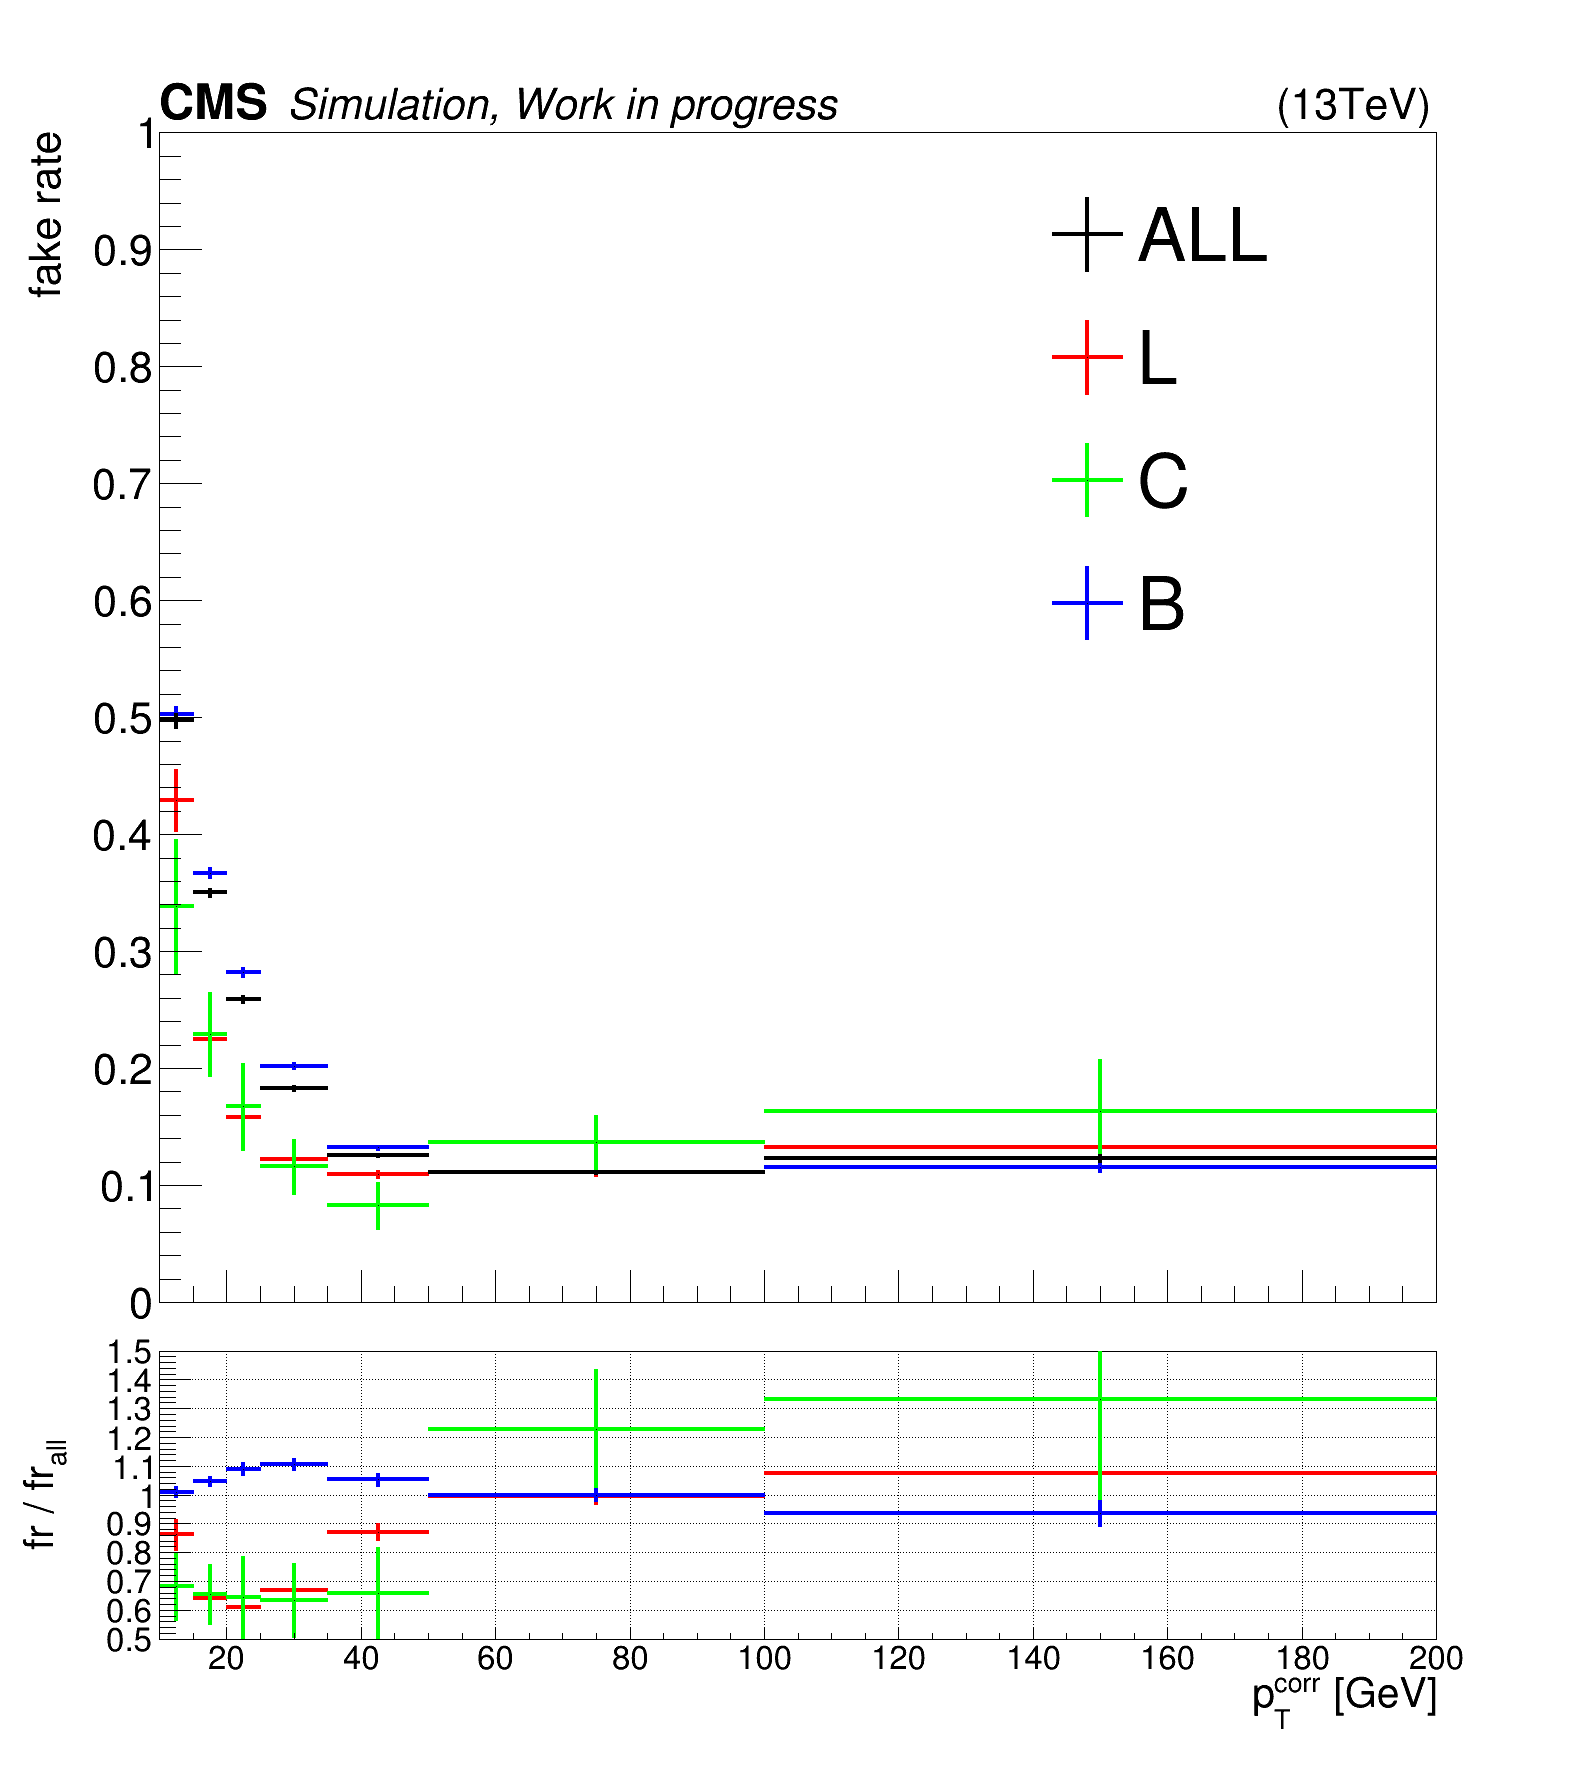 CMS Simulation, Work in progress (13TeV)
fake rate
1
0.9
0.8
0.7
0.6
0.5
0.4
0.3
0.2
0.1
0
ALL
L
C
B
fr / fr_all
1.5
1.4
1.3
1.2
1.1
1
0.9
0.8
0.7
0.6
0.5
20 40 60 80 100 120 140 160 180 200
p_T^corr [GeV]